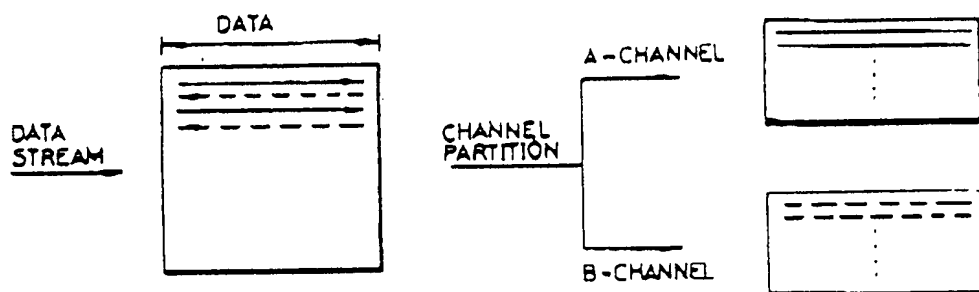 DATA
DATA
STREAM
CHANNEL
PARTITION
A-CHANNEL
B-CHANNEL